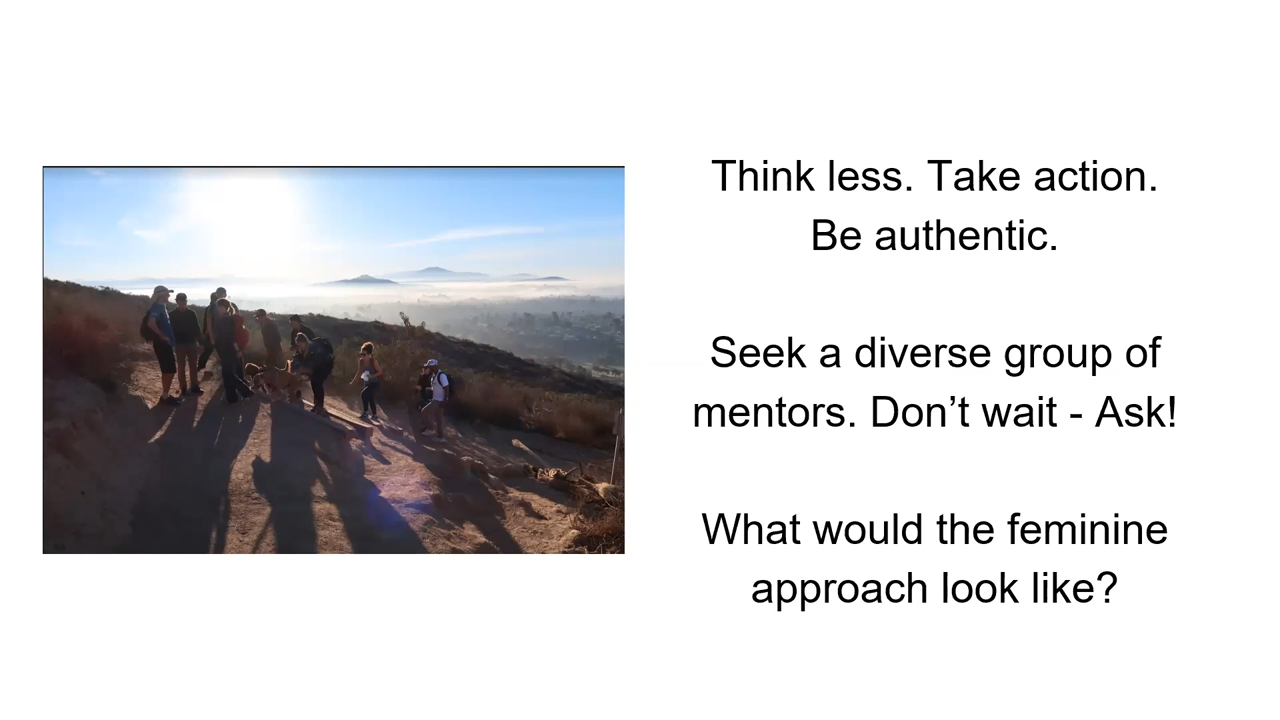 Think less. Take action.
Be authentic.
Seek a diverse group of
mentors. Don’t wait - Ask!
What would the feminine
approach look like?